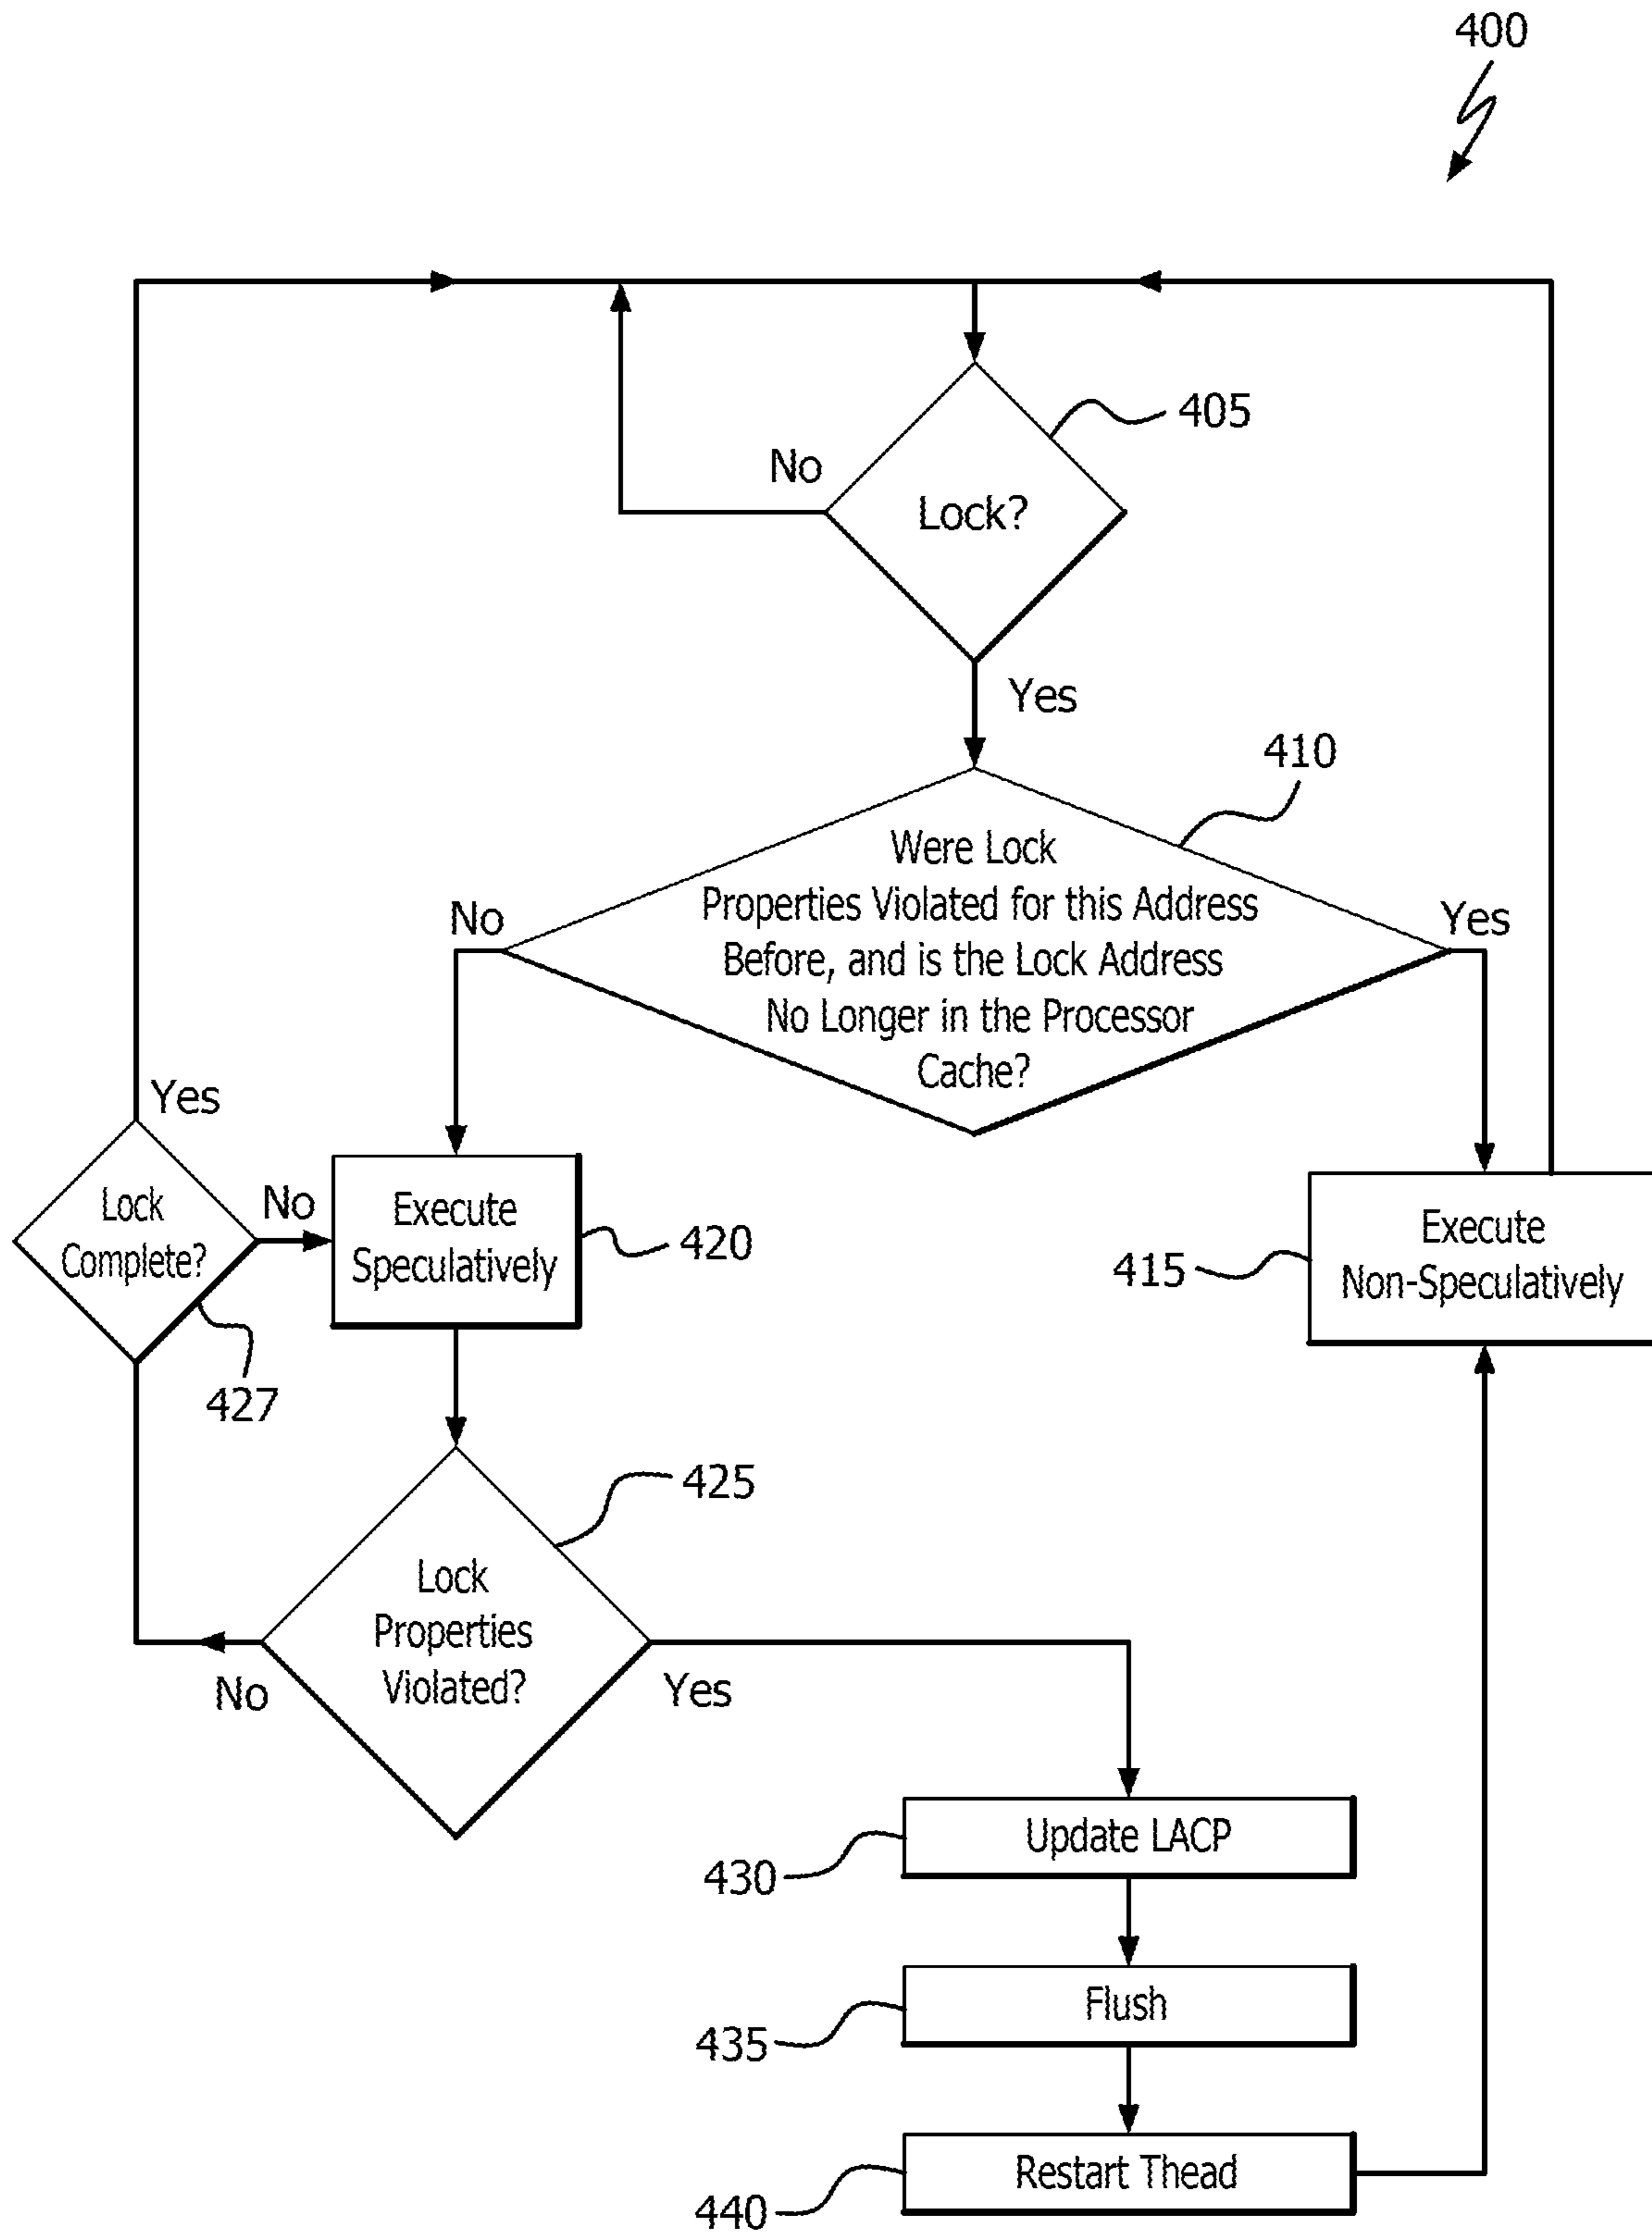 400
405
No
Lock?
Yes
410
Were Lock
Properties Violated for this Address
Before, and is the Lock Address
No Longer in the Processor
Cache?
No
Yes
Yes
Lock
Complete?
No
427
Execute
Speculatively
420
415
Execute
Non-Speculatively
425
Lock
Properties
Violated?
No
Yes
430
Update LACP
435
Flush
440
Restart Thead